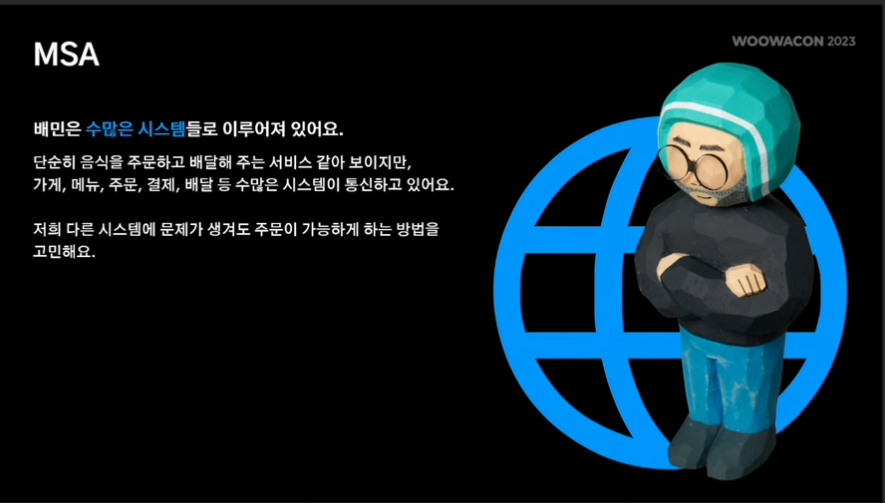 WOOWACON 2023
MSA
배민은 수많은 시스템들로 이루어져 있어요.
단순히 음식을 주문하고 배달해 주는 서비스 같아 보이지만,
가게, 메뉴, 주문, 결제, 배달 등 수많은 시스템이 통신하고 있어요.
저희 다른 시스템에 문제가 생겨도 주문이 가능하게 하는 방법을
고민해요.